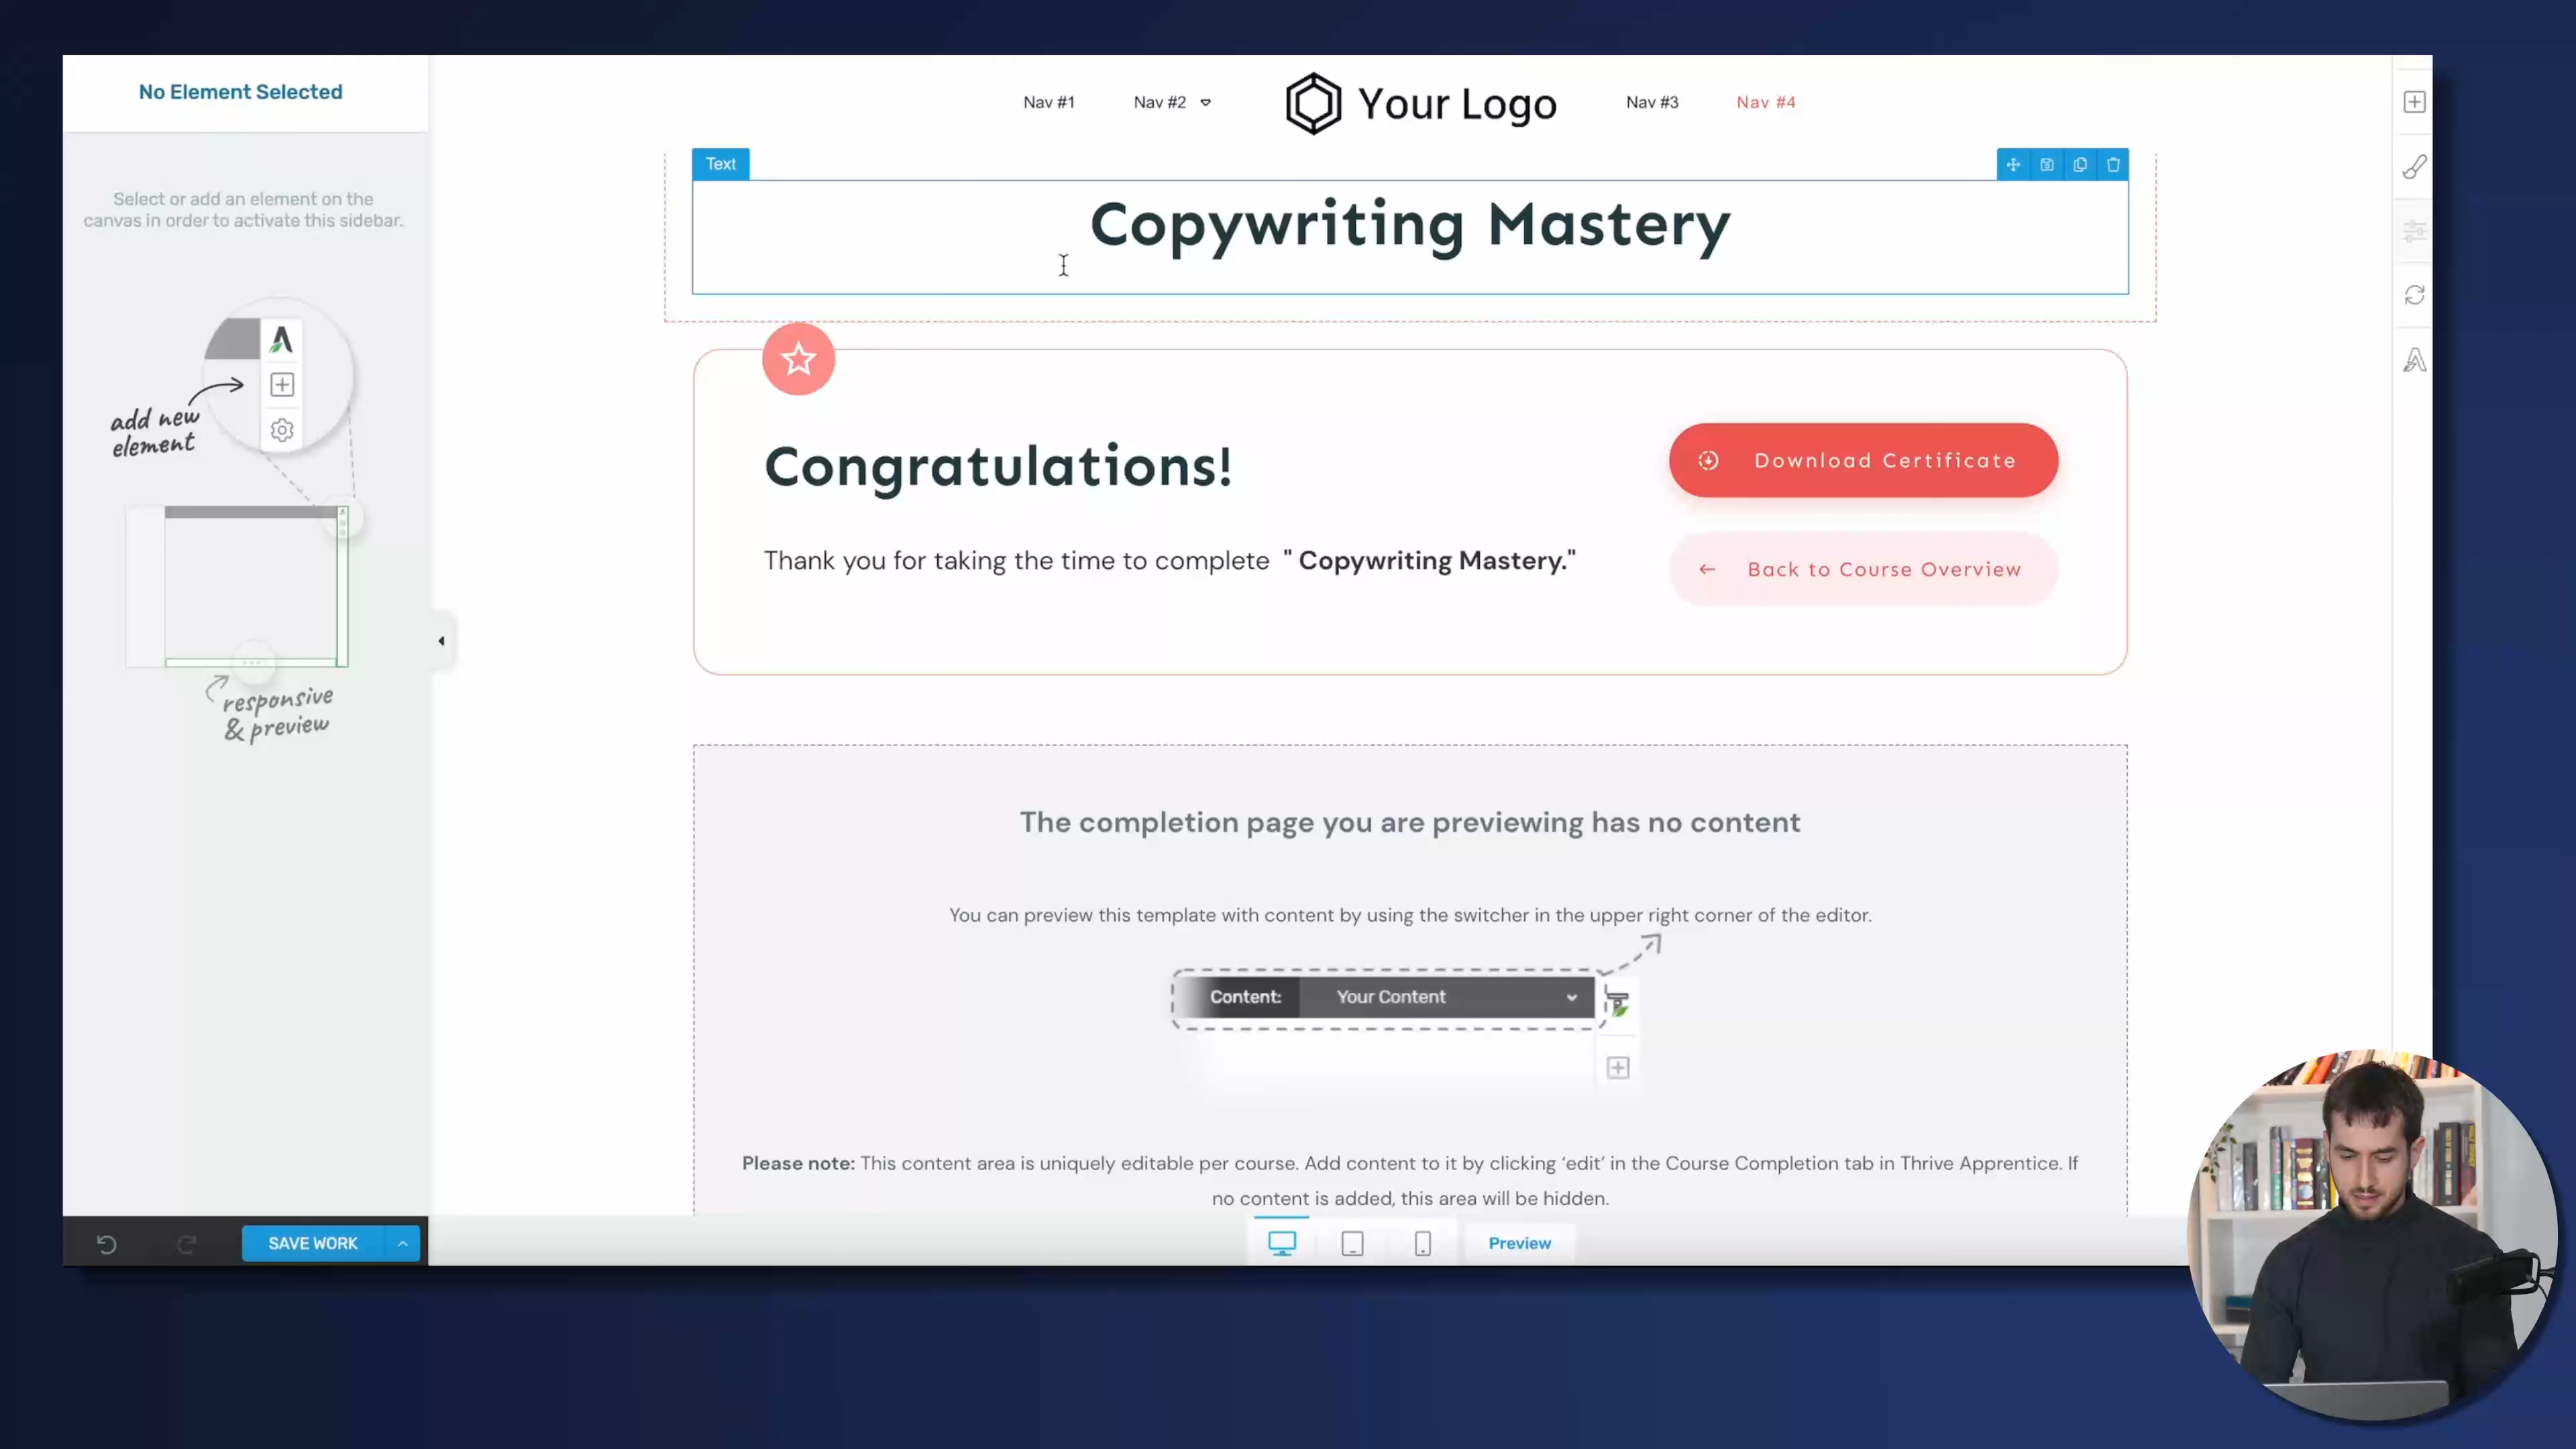 No Element Selected
Select or add an element on the
canvas in order to activate this sidebar.
add new
element
responsive
& preview
SAVE WORK
Nav #1
Nav #2
Your Logo
Nav #3
Nav #4
Text
Copywriting Mastery
Congratulations!
Thank you for taking the time to complete " Copywriting Mastery."
Download Certificate
Back to Course Overview
The completion page you are previewing has no content
You can preview this template with content by using the switcher in the upper right corner of the editor.
Content:
Your Content
Please note: This content area is uniquely editable per course. Add content to it by clicking ‘edit’ in the Course Completion tab in Thrive Apprentice. If
no content is added, this area will be hidden.
Preview